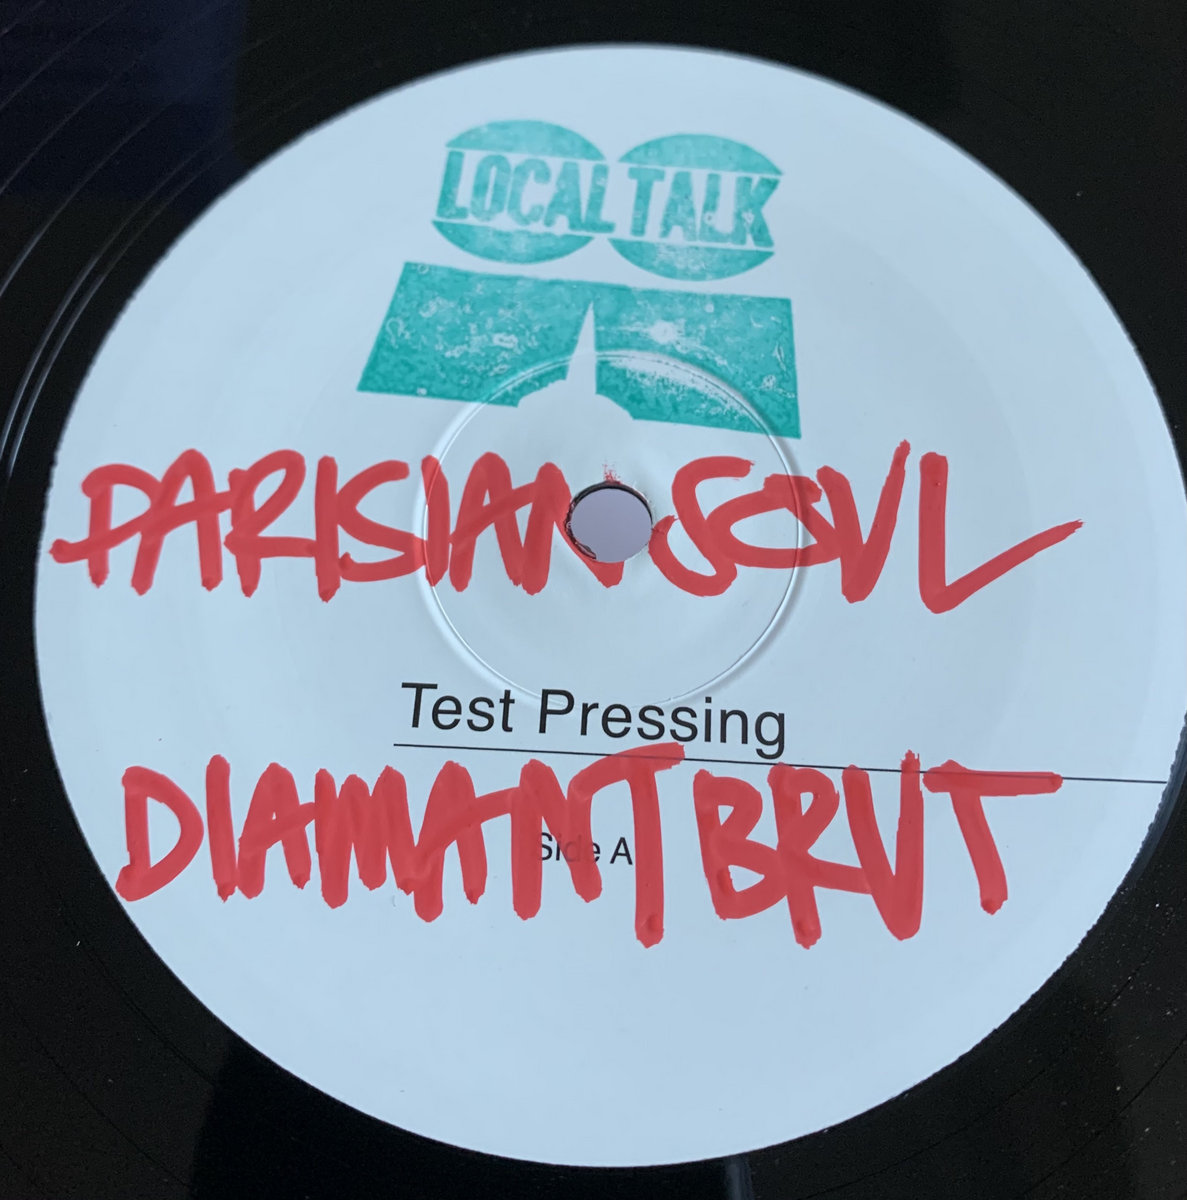 LOCAL TALK
PARISIAN SOUL
Test Pressing
DIAMANT BRUT
Side A